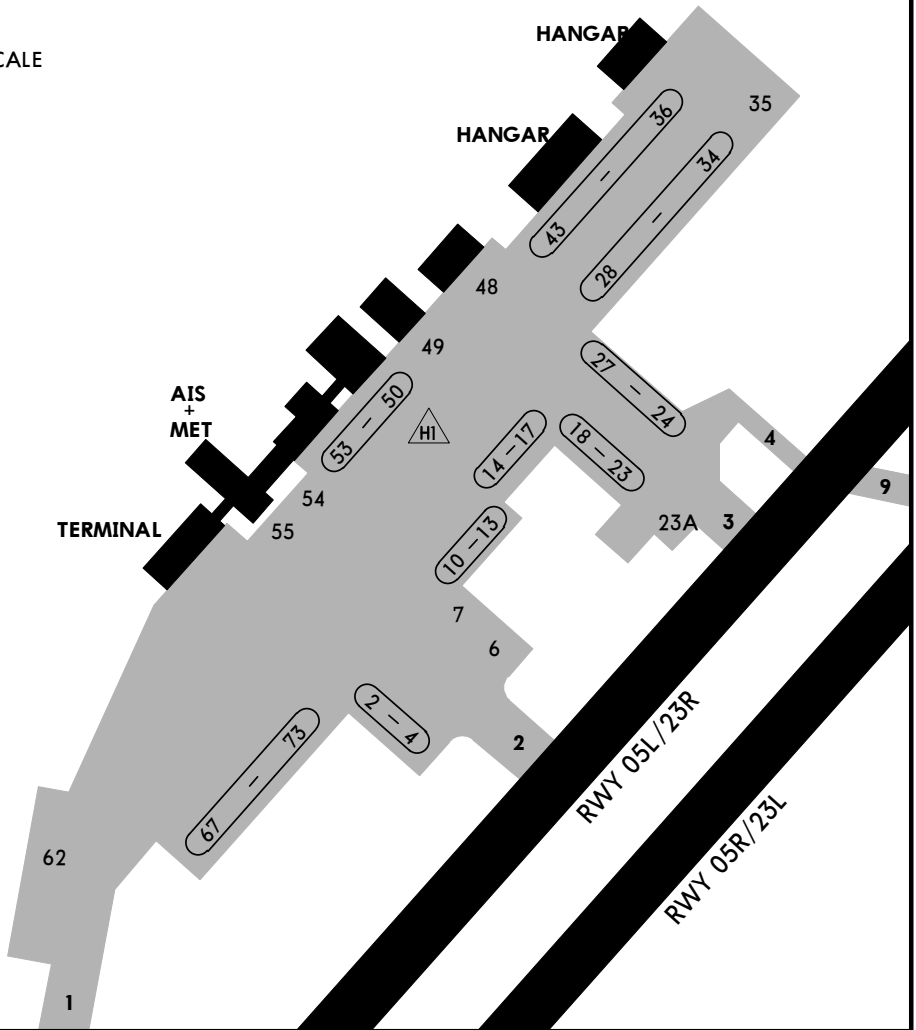 CALE
HANGAR
35
36
HANGAR
34
43
28
48
49
27 - 24
AIS
+
MET
53 - 50
4
H1
14-17
18 - 23
9
54
TERMINAL
55
23A
3
10-13
7
6
2 - 4
67 - 73
2
RWY 05L/23R
RWY 05R/23L
62
1